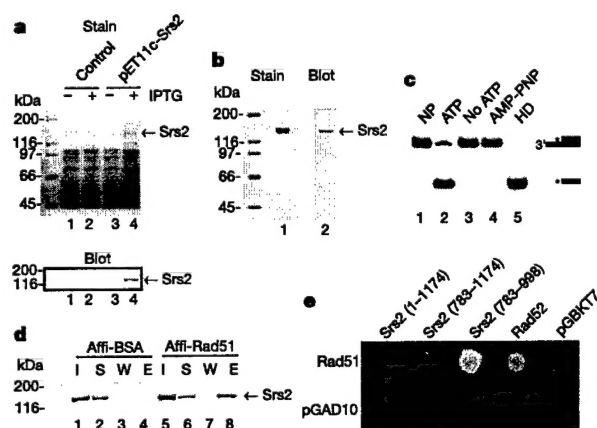 a
Stain
Control
pET11c-Srs2
kDa
− + − + IPTG
200
116
97
66
45
← Srs2
1 2 3 4
Blot
200
116
← Srs2
1 2 3 4
b
Stain Blot
kDa
200
116
97
66
45
← Srs2
1 2
c
NP
ATP
No ATP
AMP-PNP
HD
3'
*
1 2 3 4 5
d
Affi-BSA Affi-Rad51
kDa
I S W E I S W E
200
116
← Srs2
1 2 3 4 5 6 7 8
e
Srs2 (1–1174)
Srs2 (783–1174)
Srs2 (783–998)
Rad52
pGBKT7
Rad51
pGAD10